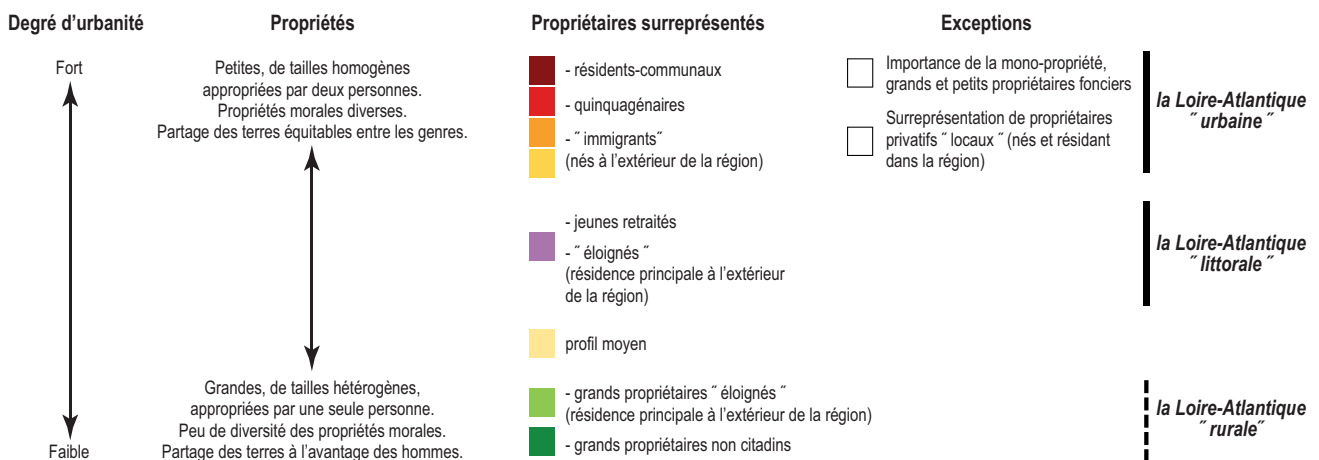 Degré d’urbanité
Propriétés
Propriétaires surreprésentés
Exceptions
Fort
Petites, de tailles homogènes
appropriées par deux personnes.
Propriétés morales diverses.
Partage des terres équitables entre les genres.
- résidents-communaux
- quinquagénaires
- ˝ immigrants˝
(nés à l’extérieur de la région)
Importance de la mono-propriété,
grands et petits propriétaires fonciers
Surreprésentation de propriétaires
privatifs ˝ locaux ˝ (nés et résidant
dans la région)
la Loire-Atlantique
˝ urbaine ˝
- jeunes retraités
- ˝ éloignés ˝
(résidence principale à l’extérieur
de la région)
la Loire-Atlantique
˝ littorale ˝
profil moyen
Grandes, de tailles hétérogènes,
appropriées par une seule personne.
Peu de diversité des propriétés morales.
Partage des terres à l’avantage des hommes.
Faible
- grands propriétaires ˝ éloignés ˝
(résidence principale à l’extérieur de la région)
- grands propriétaires non citadins
la Loire-Atlantique
˝ rurale˝